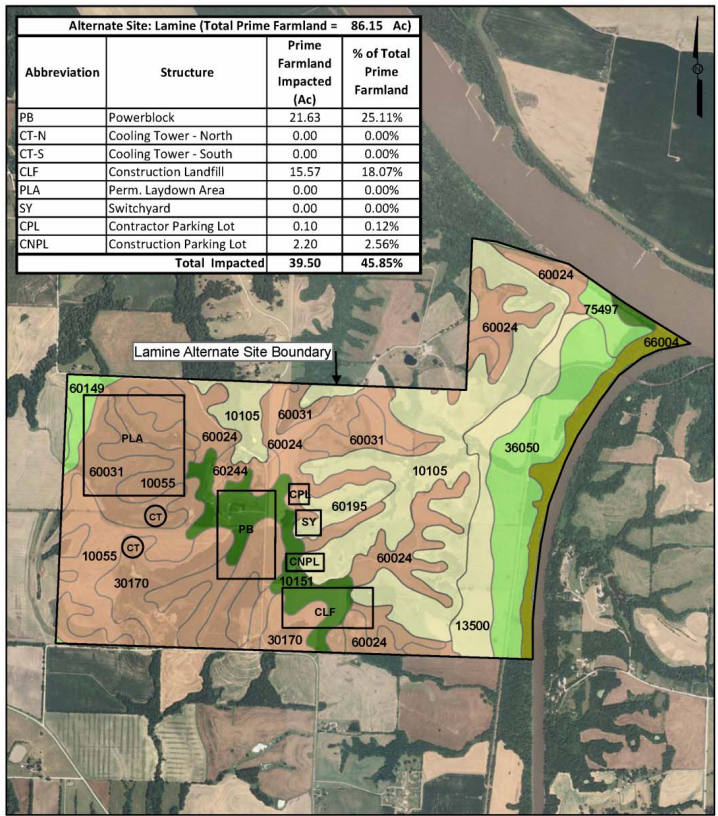 Alternate Site: Lamine (Total Prime Farmland = 86.15 Ac)
Abbreviation Structure Prime Farmland Impacted (Ac) % of Total Prime Farmland
PB Powerblock 21.63 25.11%
CT-N Cooling Tower - North 0.00 0.00%
CT-S Cooling Tower - South 0.00 0.00%
CLF Construction Landfill 15.57 18.07%
PLA Perm. Laydown Area 0.00 0.00%
SY Switchyard 0.00 0.00%
CPL Contractor Parking Lot 0.10 0.12%
CNPL Construction Parking Lot 2.20 2.56%
Total Impacted 39.50 45.85%
N
60024
75497
60024
66004
Lamine Alternate Site Boundary
60149
10105
60031
PLA
60024
60024
60031
36050
60031
60244
10105
10055
CPL
60195
CT
PB
SY
10055
CT
60024
CNPL
30170
10151
CLF
13500
30170
60024